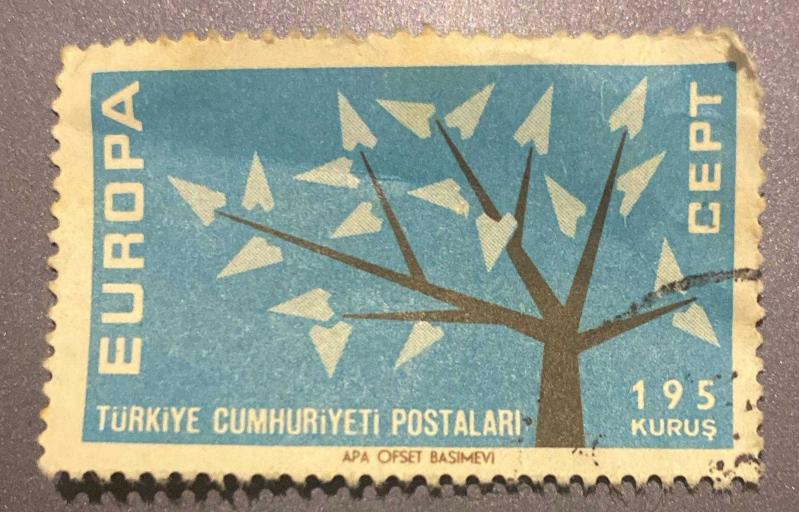 EUROPA
CEPT
195
KURUŞ
TÜRKİYE CUMHURİYETİ POSTALARI
APA OFSET BASIMEVI